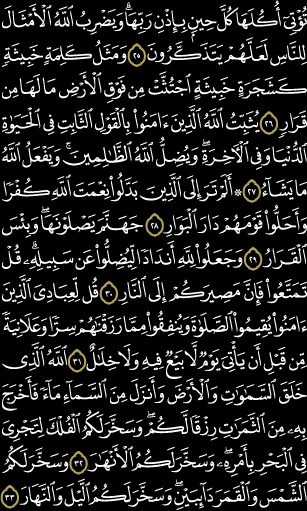 تُؤْتِىٓ أُكُلَهَا كُلَّ حِينٍۭ بِإِذْنِ رَبِّهَا ۗ وَيَضْرِبُ ٱللَّهُ ٱلْأَمْثَالَ
لِلنَّاسِ لَعَلَّهُمْ يَتَذَكَّرُونَ ٢٥ وَمَثَلُ كَلِمَةٍ خَبِيثَةٍ
كَشَجَرَةٍ خَبِيثَةٍ ٱجْتُثَّتْ مِن فَوْقِ ٱلْأَرْضِ مَا لَهَا مِن
قَرَارٍ ٢٦ يُثَبِّتُ ٱللَّهُ ٱلَّذِينَ ءَامَنُوا۟ بِٱلْقَوْلِ ٱلثَّابِتِ فِى ٱلْحَيَوٰةِ
ٱلدُّنْيَا وَفِى ٱلْءَاخِرَةِ ۖ وَيُضِلُّ ٱللَّهُ ٱلظَّٰلِمِينَ ۚ وَيَفْعَلُ ٱللَّهُ
مَا يَشَآءُ ٢٧ ۞ أَلَمْ تَرَ إِلَى ٱلَّذِينَ بَدَّلُوا۟ نِعْمَتَ ٱللَّهِ كُفْرًا
وَأَحَلُّوا۟ قَوْمَهُمْ دَارَ ٱلْبَوَارِ ٢٨ جَهَنَّمَ يَصْلَوْنَهَا ۖ وَبِئْسَ
ٱلْقَرَارُ ٢٩ وَجَعَلُوا۟ لِلَّهِ أَندَادًا لِّيُضِلُّوا۟ عَن سَبِيلِهِۦ ۗ قُلْ
تَمَتَّعُوا۟ فَإِنَّ مَصِيرَكُمْ إِلَى ٱلنَّارِ ٣٠ قُل لِّعِبَادِىَ ٱلَّذِينَ
ءَامَنُوا۟ يُقِيمُوا۟ ٱلصَّلَوٰةَ وَيُنفِقُوا۟ مِمَّا رَزَقْنَٰهُمْ سِرًّا وَعَلَانِيَةً
مِّن قَبْلِ أَن يَأْتِىَ يَوْمٌ لَّا بَيْعٌ فِيهِ وَلَا خِلَٰلٌ ٣١ ٱللَّهُ ٱلَّذِى
خَلَقَ ٱلسَّمَٰوَٰتِ وَٱلْأَرْضَ وَأَنزَلَ مِنَ ٱلسَّمَآءِ مَآءً فَأَخْرَجَ
بِهِۦ مِنَ ٱلثَّمَرَٰتِ رِزْقًا لَّكُمْ ۖ وَسَخَّرَ لَكُمُ ٱلْفُلْكَ لِتَجْرِىَ
فِى ٱلْبَحْرِ بِأَمْرِهِۦ ۖ وَسَخَّرَ لَكُمُ ٱلْأَنْهَٰرَ ٣٢ وَسَخَّرَ لَكُمُ
ٱلشَّمْسَ وَٱلْقَمَرَ دَآئِبَيْنِ ۖ وَسَخَّرَ لَكُمُ ٱلَّيْلَ وَٱلنَّهَارَ ٣٣